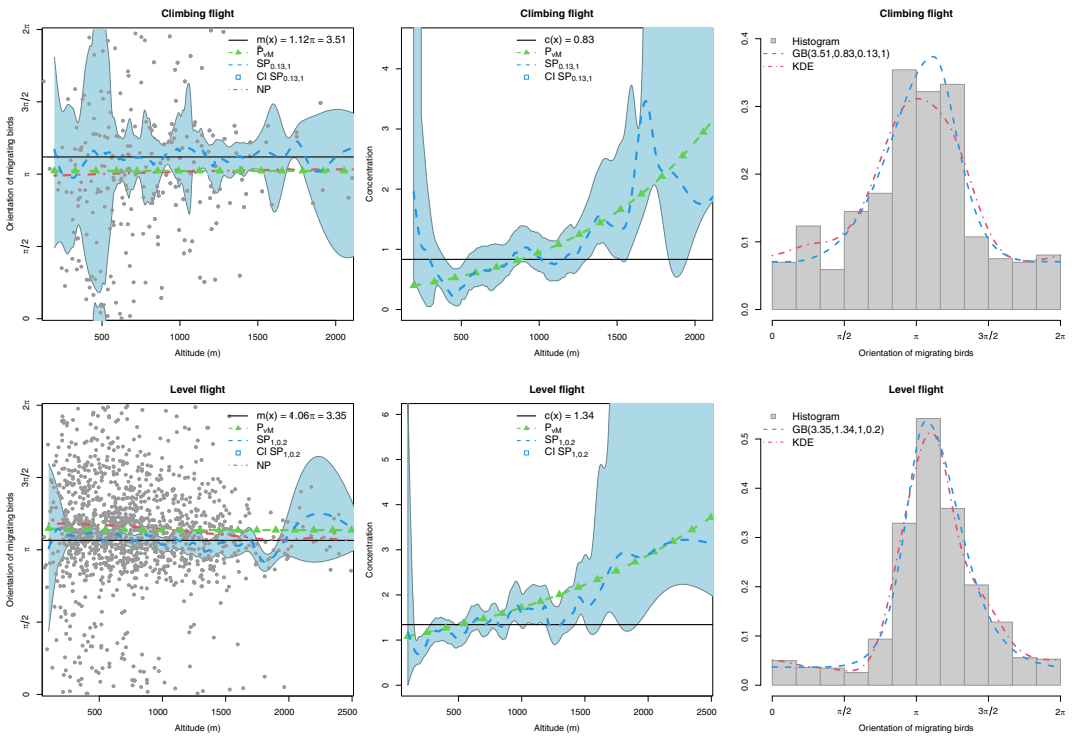 Climbing flight
Orientation of migrating birds
0
π/2
π
3π/2
2π
m(x) = 1.12π = 3.51
PvM
SP0.13,1
CI SP0.13,1
NP
500
1000
1500
2000
Altitude (m)
Climbing flight
Concentration
0
1
2
3
4
c(x) = 0.83
PvM
SP0.13,1
CI SP0.13,1
500
1000
1500
2000
Altitude (m)
Climbing flight
0.0
0.1
0.2
0.3
0.4
Histogram
GB(3.51,0.83,0.13,1)
KDE
0
π/2
π
3π/2
2π
Orientation of migrating birds
Level flight
Orientation of migrating birds
0
π/2
π
3π/2
2π
m(x) = 1.06π = 3.35
PvM
SP1,0.2
CI SP1,0.2
NP
500
1000
1500
2000
2500
Altitude (m)
Level flight
Concentration
0
1
2
3
4
5
6
c(x) = 1.34
PvM
SP1,0.2
CI SP1,0.2
500
1000
1500
2000
2500
Altitude (m)
Level flight
0.0
0.1
0.2
0.3
0.4
0.5
Histogram
GB(3.35,1.34,1,0.2)
KDE
0
π/2
π
3π/2
2π
Orientation of migrating birds